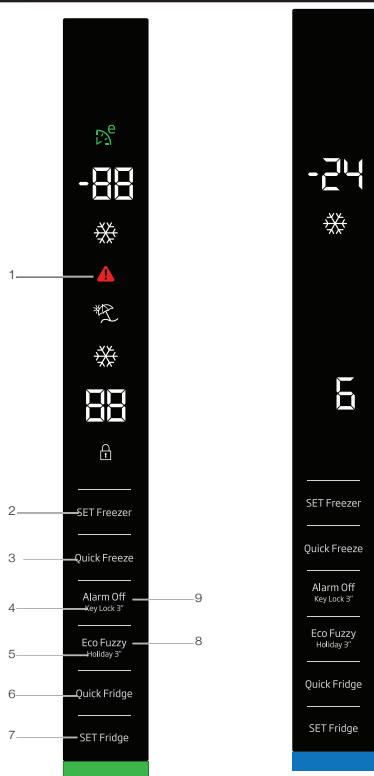 e
-88
1
88
2 SET Freezer
3 Quick Freeze
Alarm Off 9
4 Key Lock 3"
Eco Fuzzy 8
5 Holiday 3"
6 Quick Fridge
7 SET Fridge
-24
6
SET Freezer
Quick Freeze
Alarm Off
Key Lock 3"
Eco Fuzzy
Holiday 3"
Quick Fridge
SET Fridge